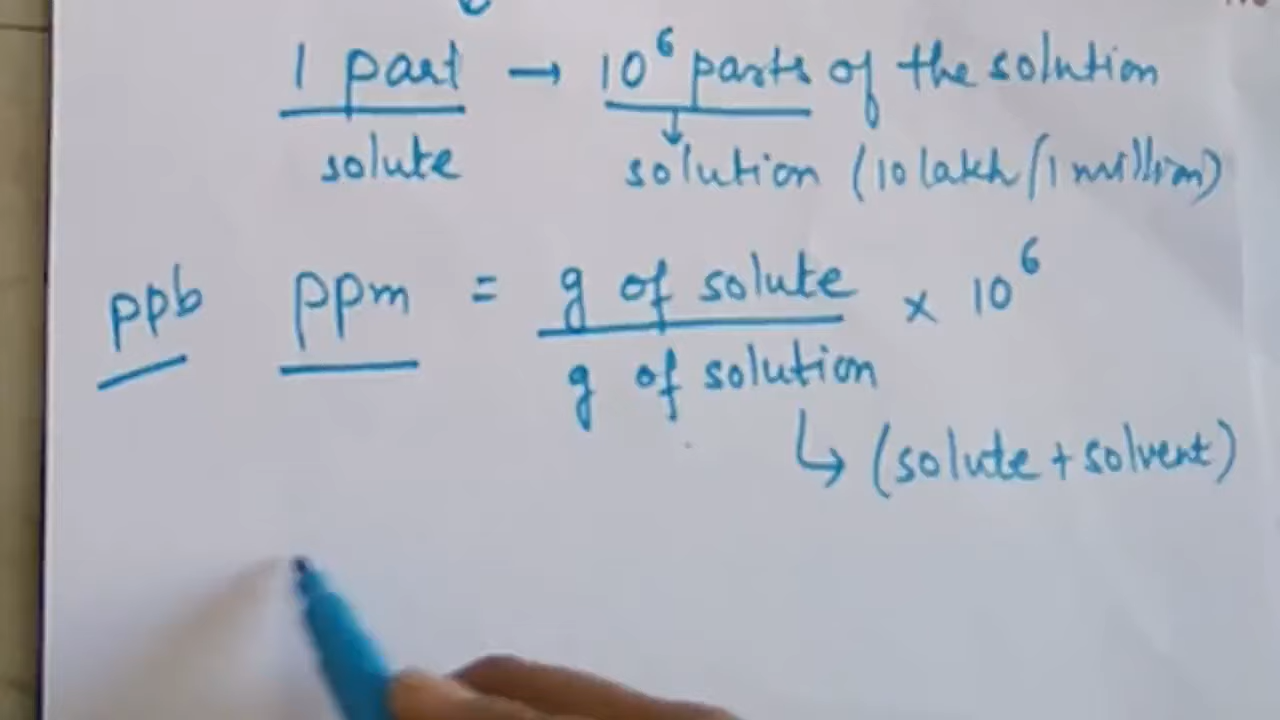 1 part → 10⁶ parts of the solution
solute solution (10 lakh/1 million)
ppb ppm = g of solute × 10⁶
g of solution
↳ (solute + solvent)